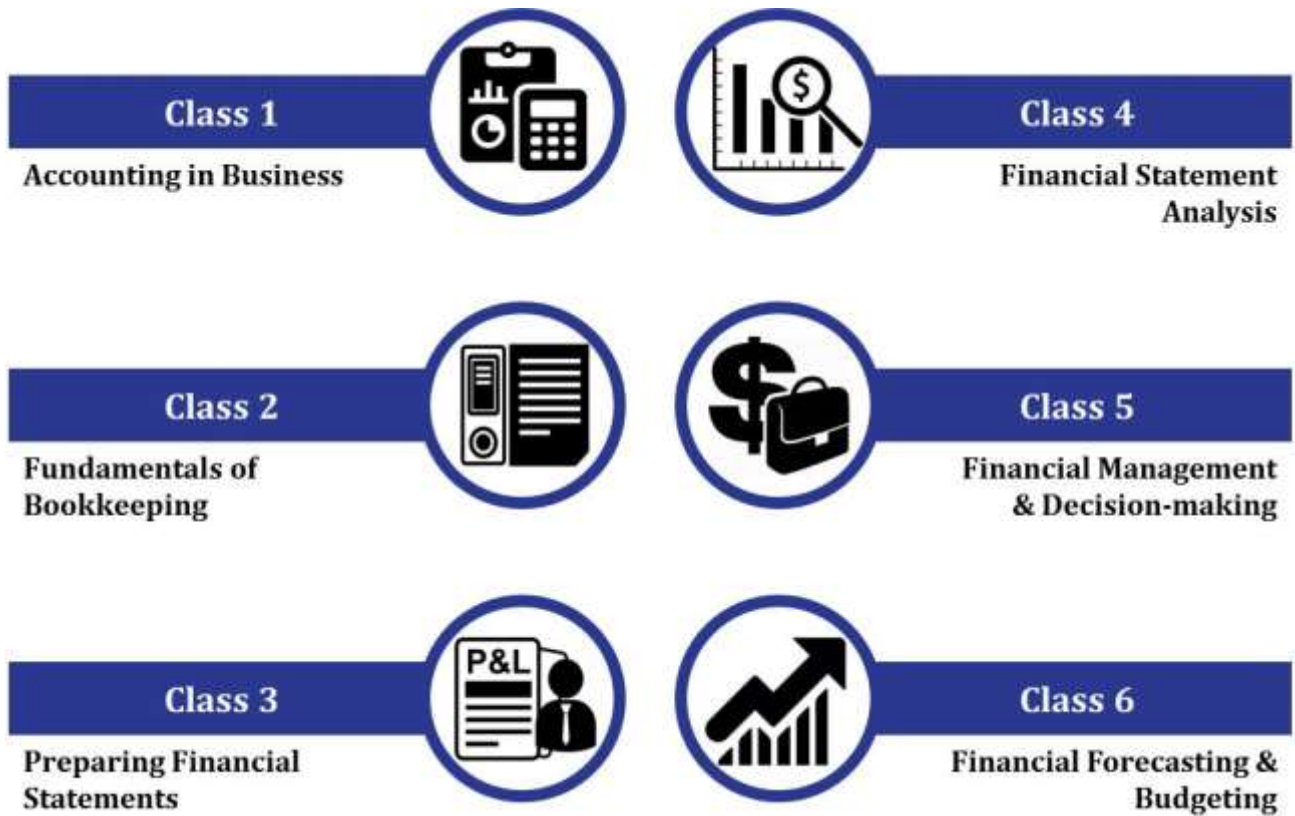 Class 1
Accounting in Business
Class 2
Fundamentals of
Bookkeeping
P&L
Class 3
Preparing Financial
Statements
$
Class 4
Financial Statement
Analysis
$
Class 5
Financial Management
& Decision-making
Class 6
Financial Forecasting &
Budgeting